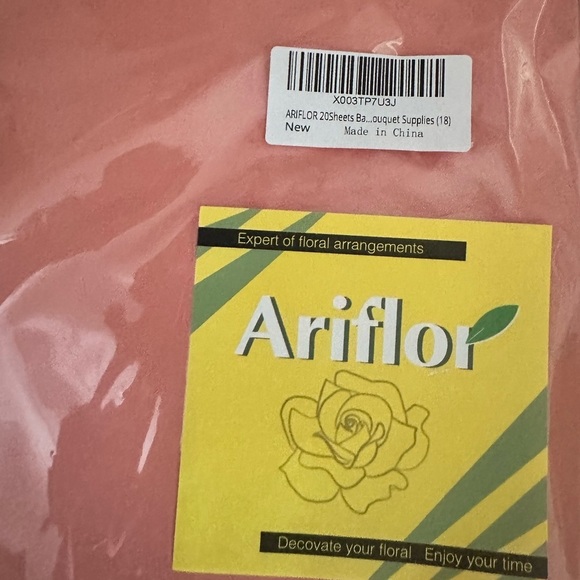 X003TP7U3J
ARIFLOR 20Sheets Ba...ouquet Supplies (18)
New Made in China
Expert of floral arrangements
Ariflor
Decovate your floral Enjoy your time